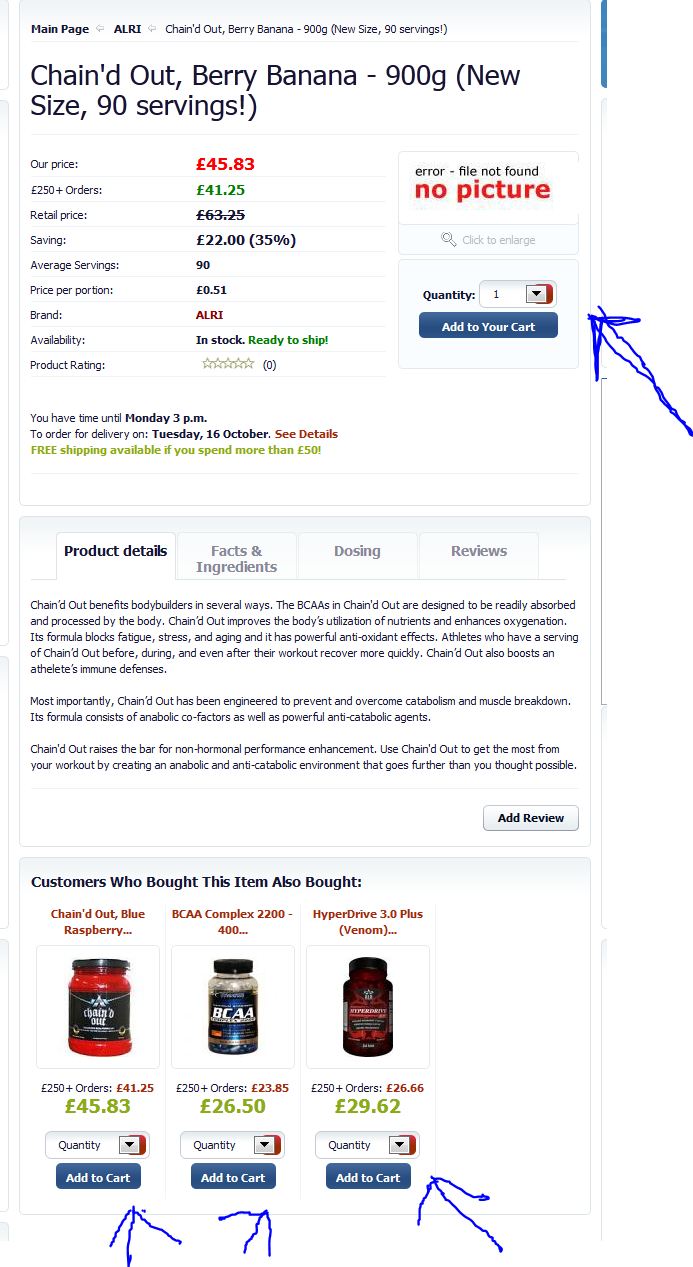 Main Page ⇦ ALRI ⇦ Chain'd Out, Berry Banana - 900g (New Size, 90 servings!)
Chain'd Out, Berry Banana - 900g (New
Size, 90 servings!)
Our price: £45.83
£250+ Orders: £41.25
Retail price: £63.25
Saving: £22.00 (35%)
Average Servings: 90
Price per portion: £0.51
Brand: ALRI
Availability: In stock. Ready to ship!
Product Rating: (0)
error - file not found
no picture
Click to enlarge
Quantity: 1
Add to Your Cart
You have time until Monday 3 p.m.
To order for delivery on: Tuesday, 16 October. See Details
FREE shipping available if you spend more than £50!
Product details
Facts &
Ingredients
Dosing
Reviews
Chain’d Out benefits bodybuilders in several ways. The BCAAs in Chain'd Out are designed to be readily absorbed
and processed by the body. Chain’d Out improves the body’s utilization of nutrients and enhances oxygenation.
Its formula blocks fatigue, stress, and aging and it has powerful anti-oxidant effects. Athletes who have a serving
of Chain’d Out before, during, and even after their workout recover more quickly. Chain’d Out also boosts an
athelete’s immune defenses.
Most importantly, Chain’d Out has been engineered to prevent and overcome catabolism and muscle breakdown.
Its formula consists of anabolic co-factors as well as powerful anti-catabolic agents.
Chain'd Out raises the bar for non-hormonal performance enhancement. Use Chain'd Out to get the most from
your workout by creating an anabolic and anti-catabolic environment that goes further than you thought possible.
Add Review
Customers Who Bought This Item Also Bought:
Chain'd Out, Blue
Raspberry...
BCAA Complex 2200 -
400...
HyperDrive 3.0 Plus
(Venom)...
chain'd
out
BCAA
HYPERDRIVE
£250+ Orders: £41.25
£45.83
£250+ Orders: £23.85
£26.50
£250+ Orders: £26.66
£29.62
Quantity
Quantity
Quantity
Add to Cart
Add to Cart
Add to Cart